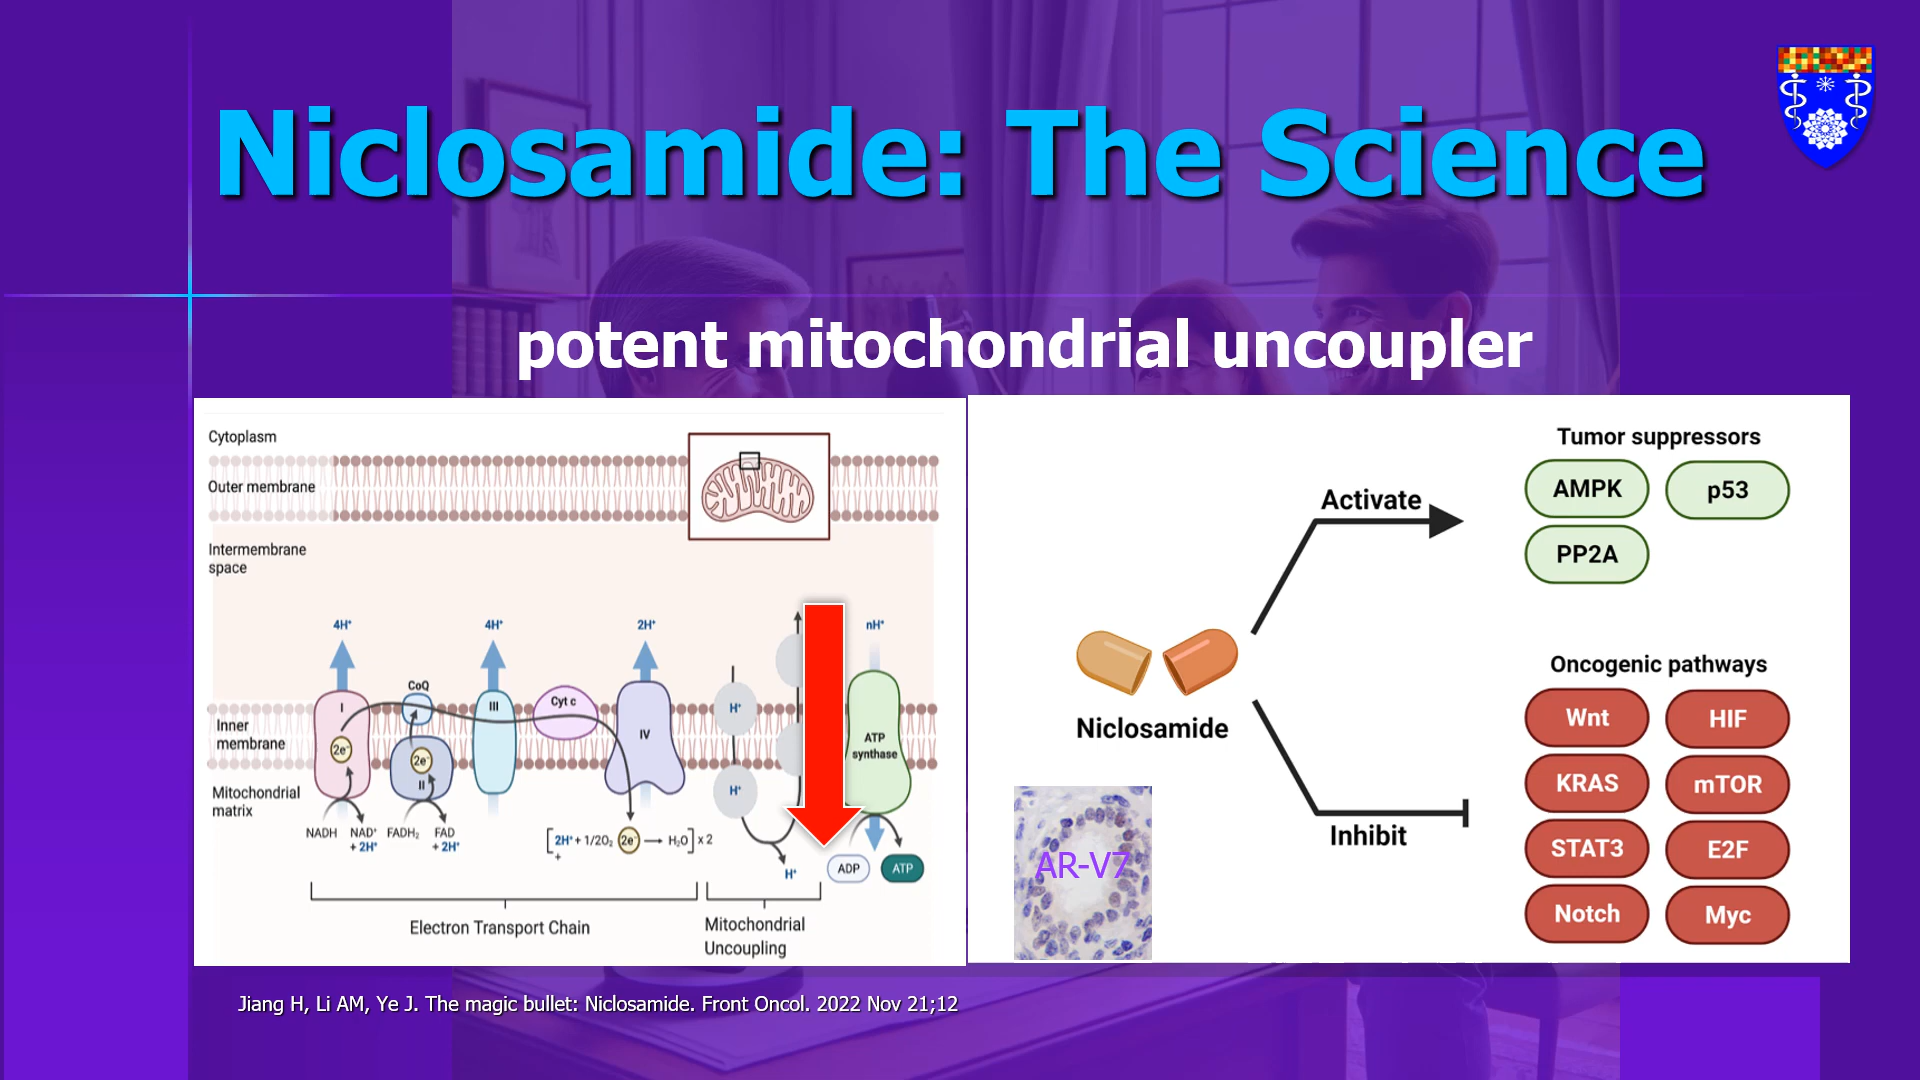 Niclosamide: The Science
potent mitochondrial uncoupler
Cytoplasm
Outer membrane
Intermembrane
space
4H⁺
4H⁺
2H⁺
nH⁺
CoQ
I
III
Cyt c
IV
H⁺
Inner
membrane
2e⁻
2e⁻
II
ATP
synthase
H⁺
Mitochondrial
matrix
NADH
NAD⁺
+ 2H⁺
FADH₂
FAD
+ 2H⁺
[2H⁺ + 1/2O₂ 2e⁻ → H₂O] x 2
+
H⁺
ADP
ATP
Electron Transport Chain
Mitochondrial
Uncoupling
Tumor suppressors
Activate
AMPK
p53
PP2A
Niclosamide
Oncogenic pathways
Wnt
HIF
KRAS
mTOR
Inhibit
STAT3
E2F
Notch
Myc
AR-V7
Jiang H, Li AM, Ye J. The magic bullet: Niclosamide. Front Oncol. 2022 Nov 21;12